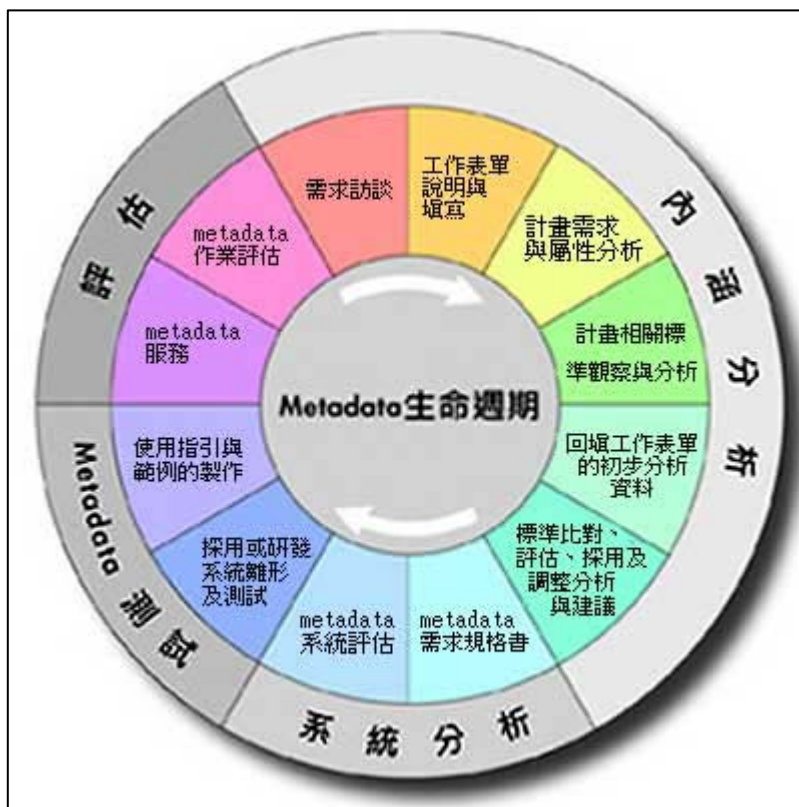 Metadata生命週期
需求訪談
工作表單
說明與
填寫
計畫需求
與屬性分析
計畫相關標
準觀察與分析
回填工作表單
的初步分析
資料
標準比對、
評估、採用及
調整分析
與建議
metadata
需求規格書
metadata
系統評估
採用或研發
系統雛形
及測試
使用指引與
範例的製作
metadata
服務
metadata
作業評估
內涵分析
系統分析
Metadata 測試
評估